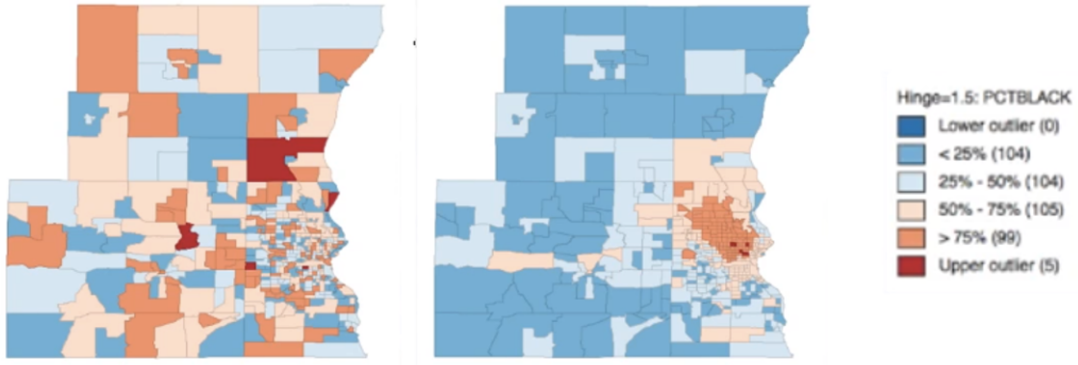 Hinge=1.5: PCTBLACK
Lower outlier (0)
< 25% (104)
25% - 50% (104)
50% - 75% (105)
> 75% (99)
Upper outlier (5)